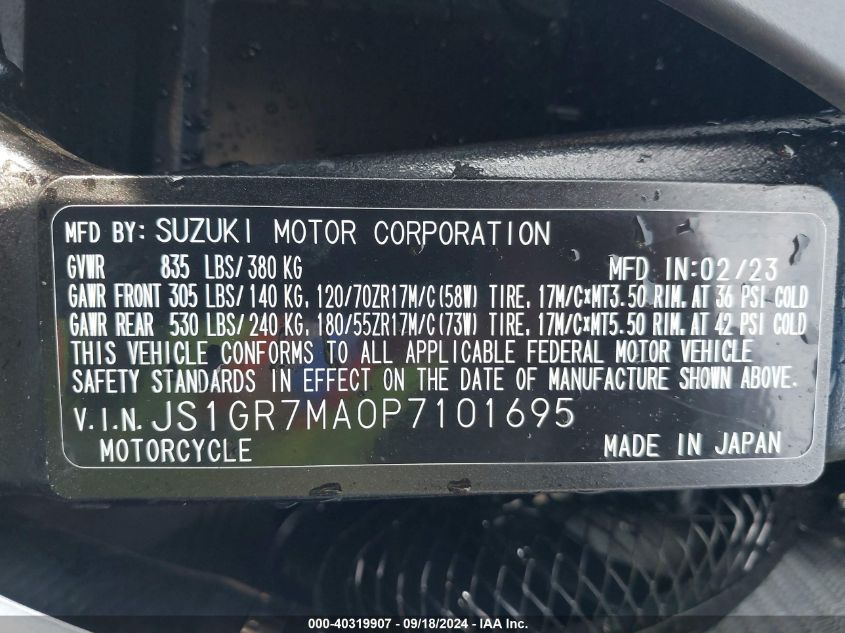 MFD BY: SUZUKI MOTOR CORPORATION
GVWR 835 LBS/380 KG MFD IN:02/23
GAWR FRONT 305 LBS/140 KG, 120/70ZR17M/C(58W) TIRE, 17M/C×MT3.50 RIM. AT 36 PSI COLD
GAWR REAR 530 LBS/240 KG, 180/55ZR17M/C(73W) TIRE, 17M/C×MT5.50 RIM. AT 42 PSI COLD
THIS VEHICLE CONFORMS TO ALL APPLICABLE FEDERAL MOTOR VEHICLE
SAFETY STANDARDS IN EFFECT ON THE DATE OF MANUFACTURE SHOWN ABOVE.
V.I.N. JS1GR7MA0P7101695
MOTORCYCLE MADE IN JAPAN
000-40319907 - 09/18/2024 - IAAI.COM